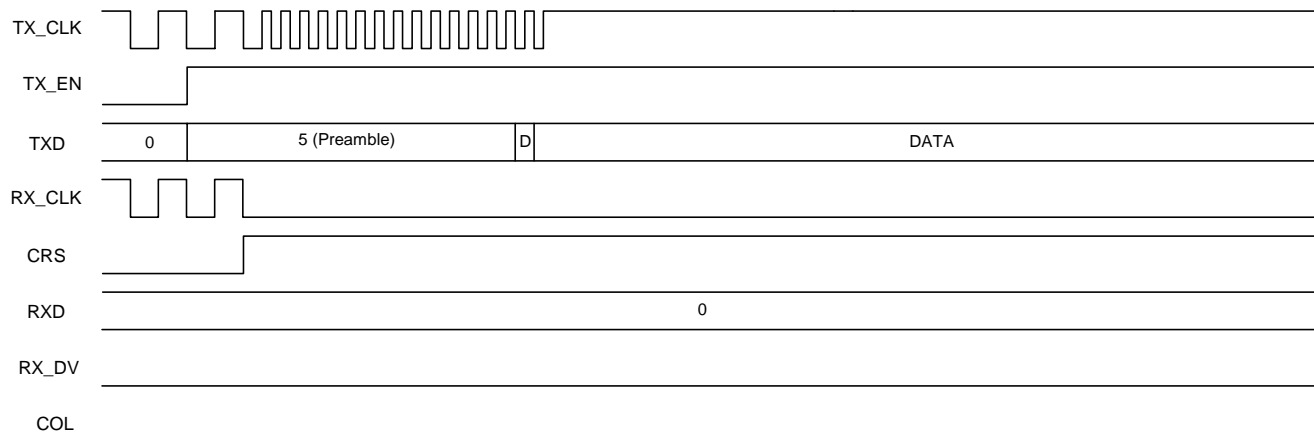 TX_CLK
TX_EN
TXD 0 5 (Preamble) D DATA
RX_CLK
CRS
RXD 0
RX_DV
COL